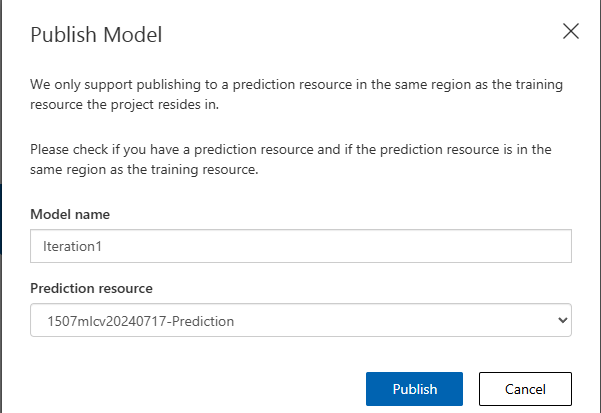 Publish Model
We only support publishing to a prediction resource in the same region as the training
resource the project resides in.
Please check if you have a prediction resource and if the prediction resource is in the
same region as the training resource.
Model name
Iteration1
Prediction resource
1507mlcv20240717-Prediction
Publish
Cancel